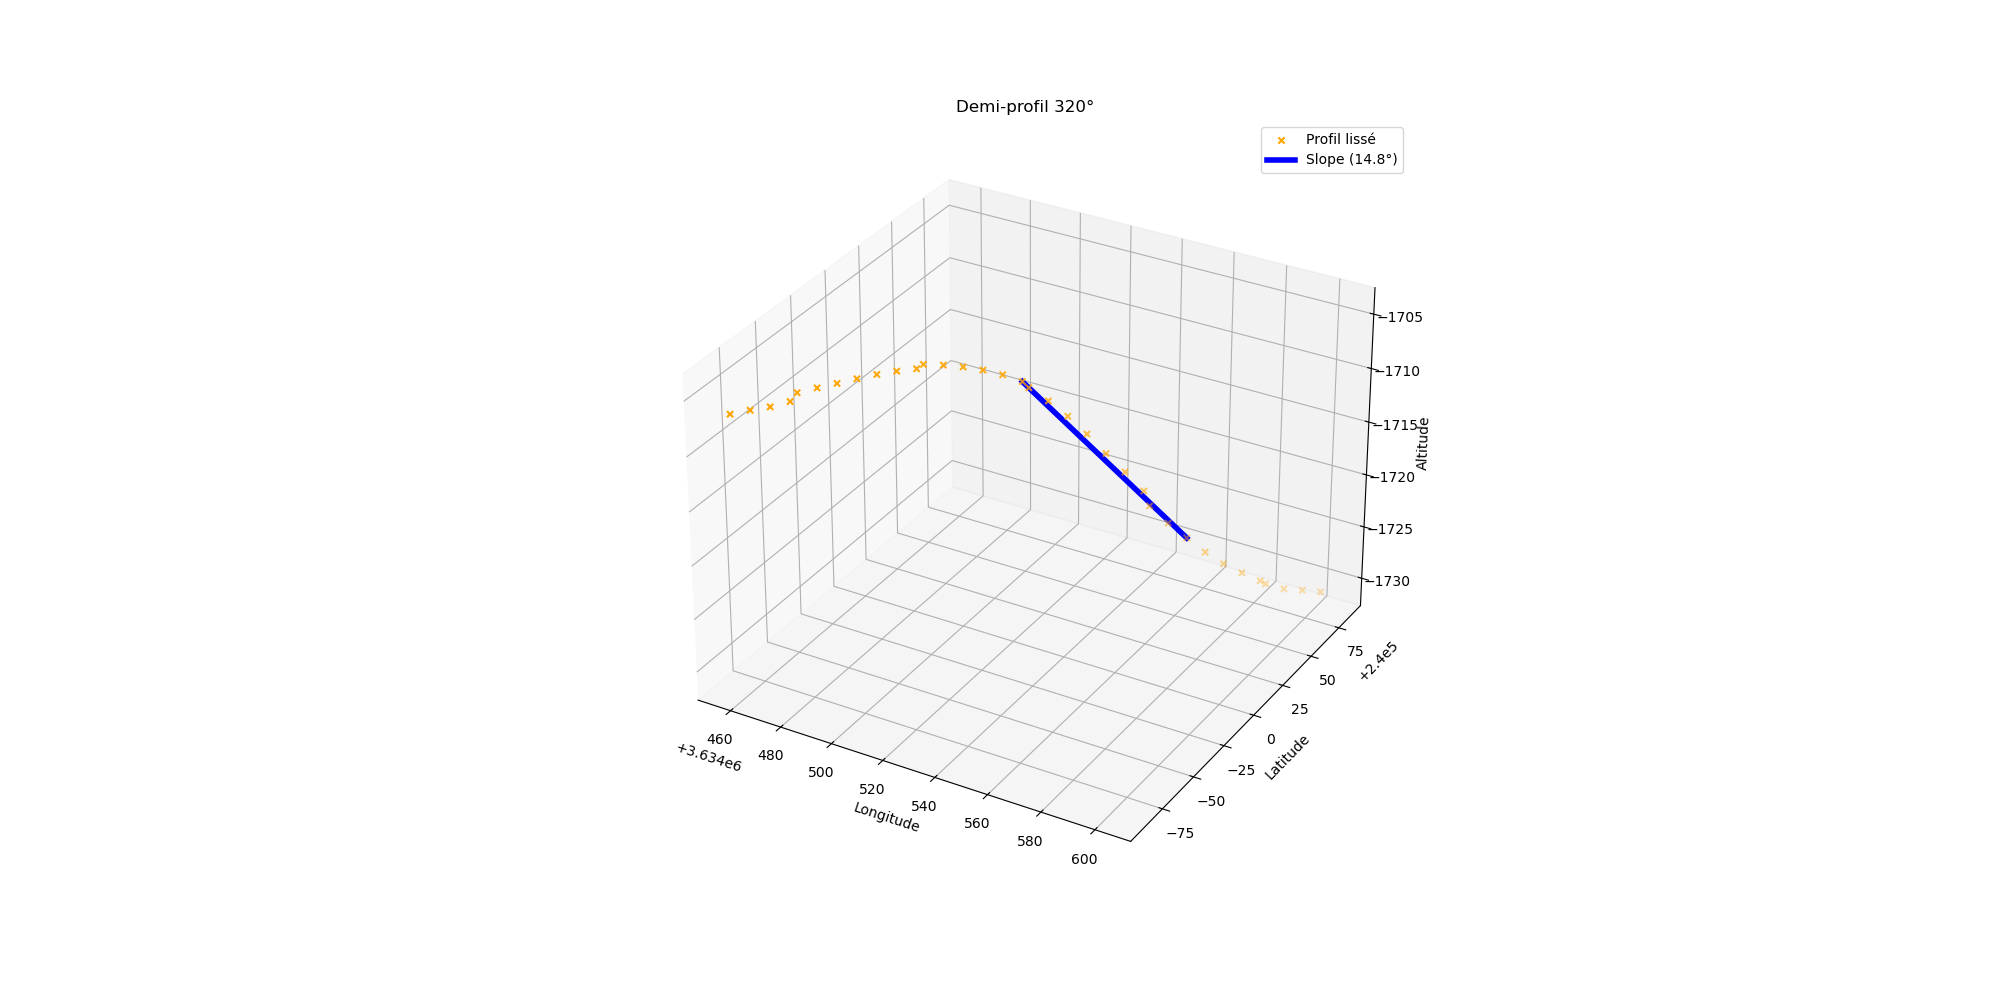 Demi-profil 320°
Profil lissé
Slope (14.8°)
−1705
−1710
−1715
−1720
−1725
−1730
Altitude
75
50
25
0
−25
−50
−75
+2.4e5
Latitude
460
480
500
520
540
560
580
600
+3.634e6
Longitude